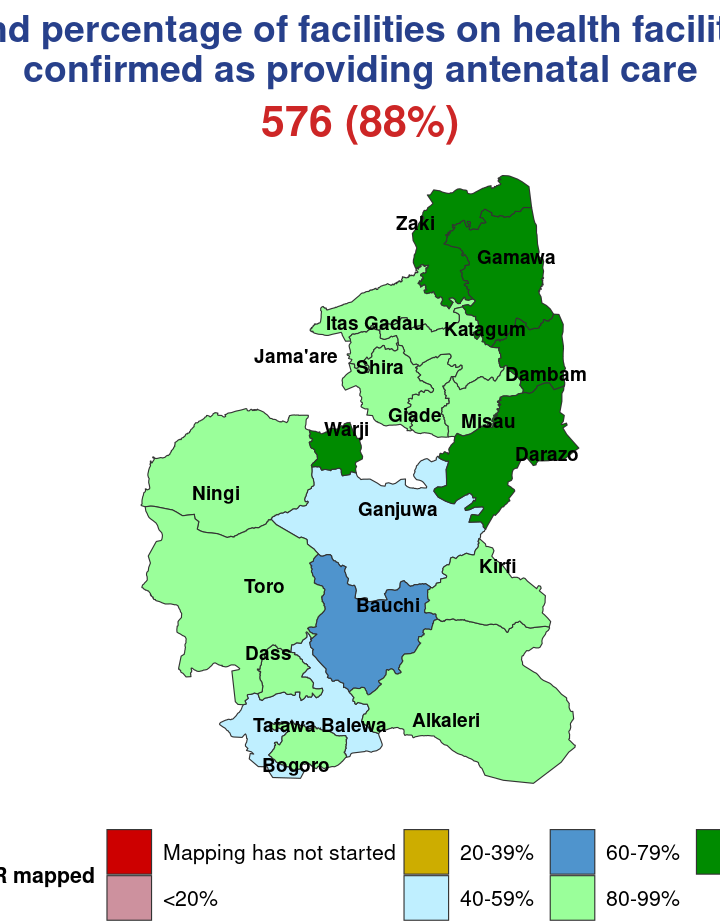 percentage of facilities on health
confirmed as providing antenatal care
576 (88%)
Zaki
Gamawa
Itas Gadau
Katagum
Jama'are
Shira
Dambam
Giade
Misau
Warji
Darazo
Ningi
Ganjuwa
Kirfi
Toro
Bauchi
Dass
Alkaleri
Tafawa Balewa
Bogoro
Mapping has not started
20-39%
60-79%
mapped
<20%
40-59%
80-99%